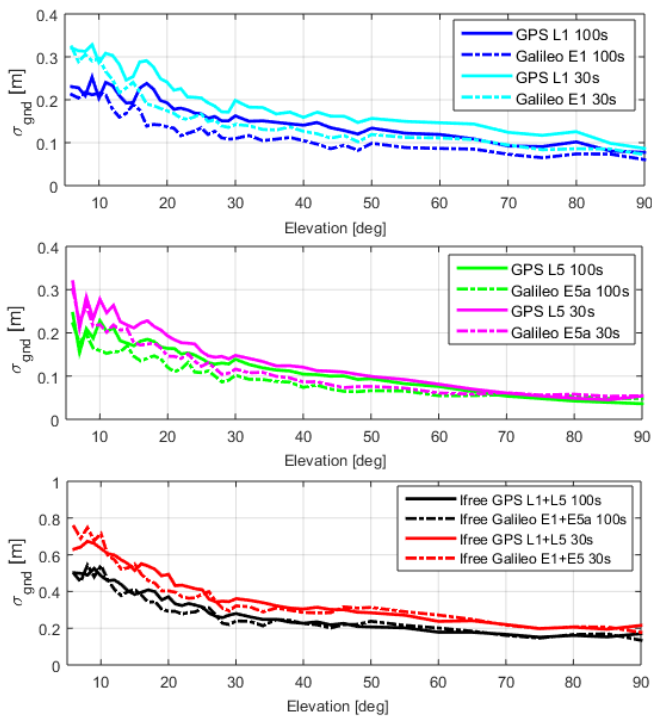 0.4
0.3
0.2
0.1
0
σ gnd [m]
GPS L1 100s
Galileo E1 100s
GPS L1 30s
Galileo E1 30s
10 20 30 40 50 60 70 80 90
Elevation [deg]
0.4
0.3
0.2
0.1
0
σ gnd [m]
GPS L5 100s
Galileo E5a 100s
GPS L5 30s
Galileo E5a 30s
10 20 30 40 50 60 70 80 90
Elevation [deg]
1
0.8
0.6
0.4
0.2
0
σ gnd [m]
Ifree GPS L1+L5 100s
Ifree Galileo E1+E5a 100s
Ifree GPS L1+L5 30s
Ifree Galileo E1+E5 30s
10 20 30 40 50 60 70 80 90
Elevation [deg]